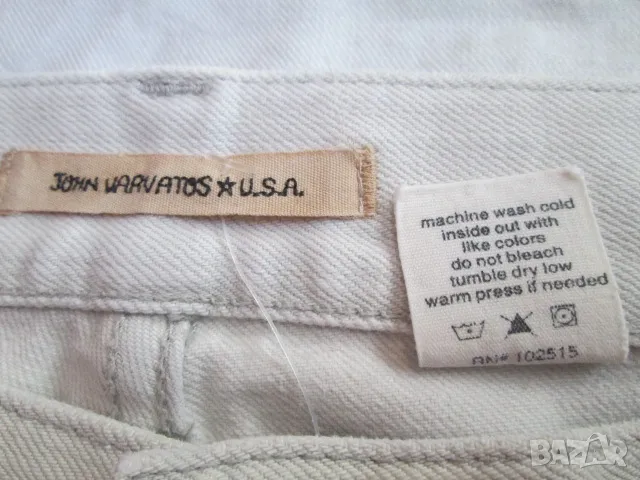 JOHN VARVATOS★U.S.A.
machine wash cold
inside out with
like colors
do not bleach
tumble dry low
warm press if needed
RN# 102515
BAZAR